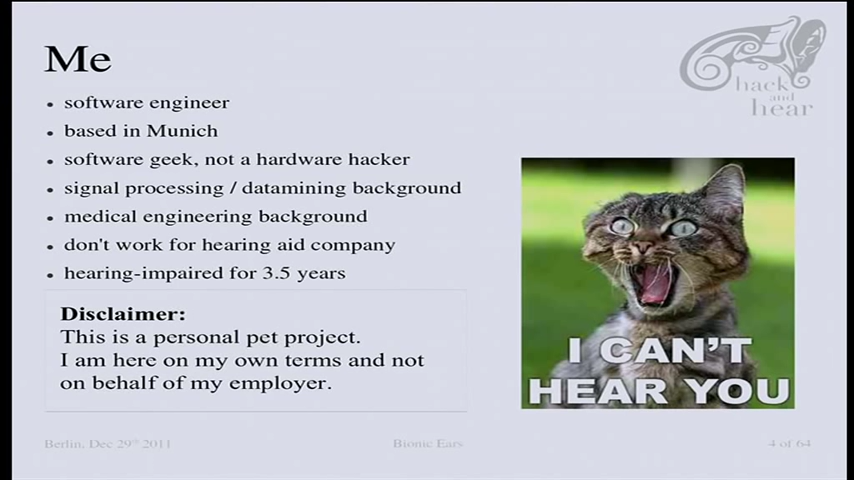 Me
hack
and
hear
• software engineer
• based in Munich
• software geek, not a hardware hacker
• signal processing / datamining background
• medical engineering background
• don't work for hearing aid company
• hearing-impaired for 3.5 years
Disclaimer:
This is a personal pet project.
I am here on my own terms and not
on behalf of my employer.
I CAN'T
HEAR YOU
Berlin, Dec 29th 2011
Bionic Ears
4 of 64